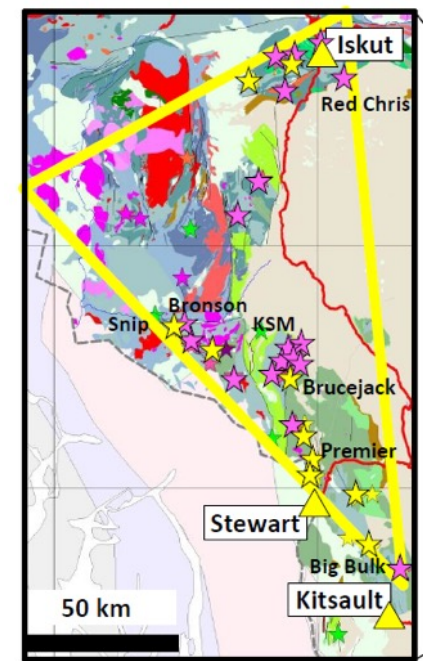 Iskut
Red Chris
Bronson
Snip
KSM
Brucejack
Premier
Stewart
Big Bulk
Kitsault
50 km